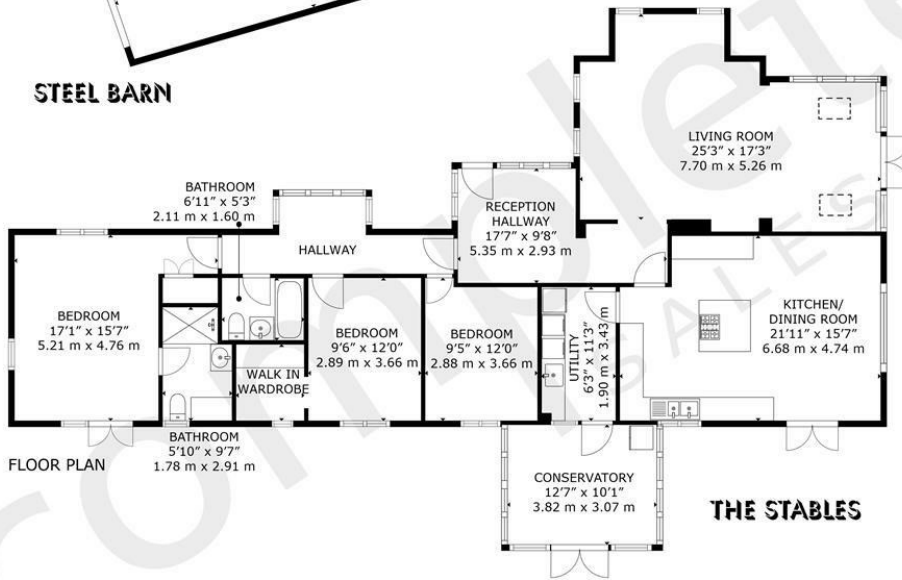 STEEL BARN
LIVING ROOM
25'3" x 17'3"
7.70 m x 5.26 m
BATHROOM
6'11" x 5'3"
2.11 m x 1.60 m
RECEPTION
HALLWAY
17'7" x 9'8"
5.35 m x 2.93 m
HALLWAY
BEDROOM
17'1" x 15'7"
5.21 m x 4.76 m
BEDROOM
9'6" x 12'0"
2.89 m x 3.66 m
BEDROOM
9'5" x 12'0"
2.88 m x 3.66 m
UTILITY
6'3" x 11'3"
1.90 m x 3.43 m
KITCHEN/
DINING ROOM
21'11" x 15'7"
6.68 m x 4.74 m
WALK IN
WARDROBE
BATHROOM
5'10" x 9'7"
1.78 m x 2.91 m
FLOOR PLAN
CONSERVATORY
12'7" x 10'1"
3.82 m x 3.07 m
THE STABLES
SALES